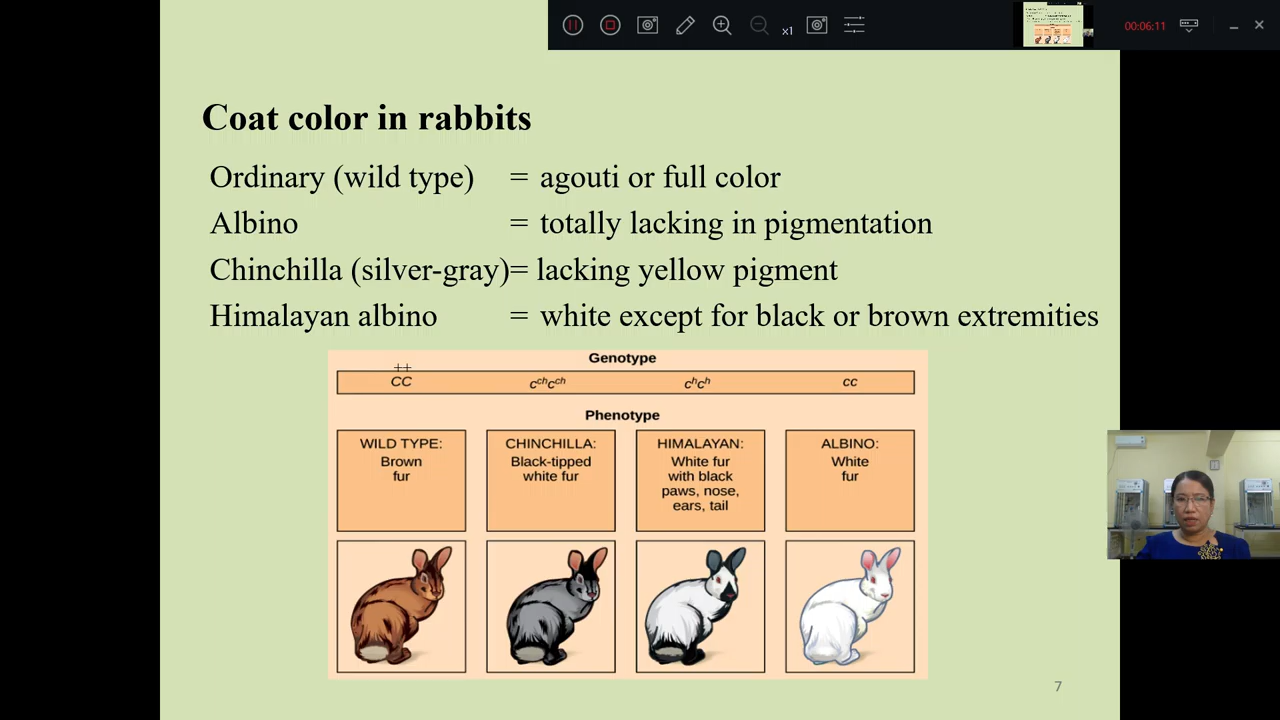 x1
00:06:11
Coat color in rabbits
Ordinary (wild type) = agouti or full color
Albino = totally lacking in pigmentation
Chinchilla (silver-gray)= lacking yellow pigment
Himalayan albino = white except for black or brown extremities
Genotype
++
CC cchcch chch cc
Phenotype
WILD TYPE:
Brown
fur
CHINCHILLA:
Black-tipped
white fur
HIMALAYAN:
White fur
with black
paws, nose,
ears, tail
ALBINO:
White
fur
7